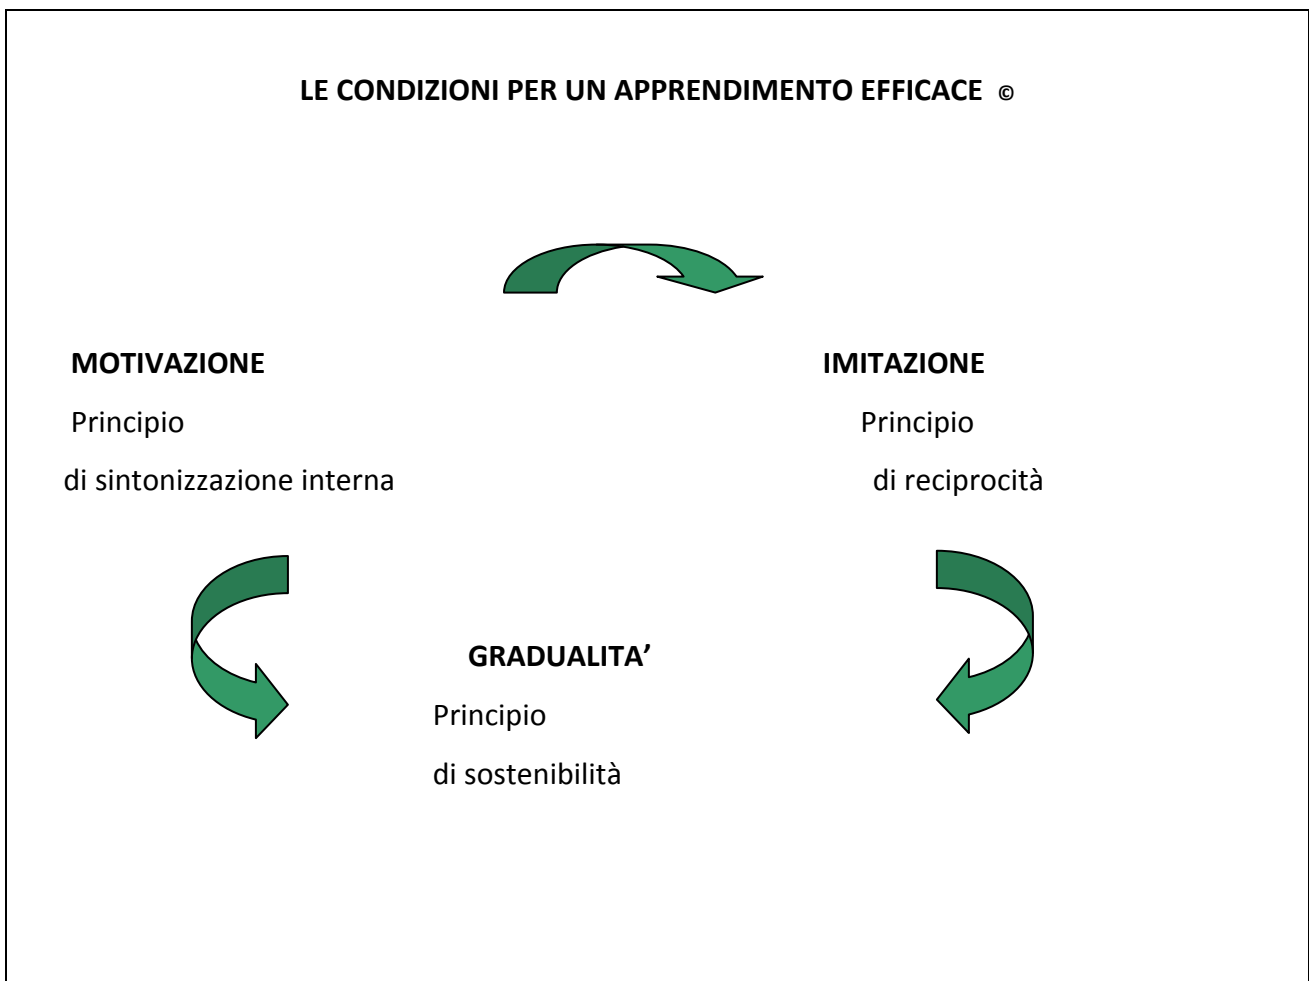 LE CONDIZIONI PER UN APPRENDIMENTO EFFICACE ©
MOTIVAZIONE
Principio
di sintonizzazione interna
IMITAZIONE
Principio
di reciprocità
GRADUALITA’
Principio
di sostenibilità